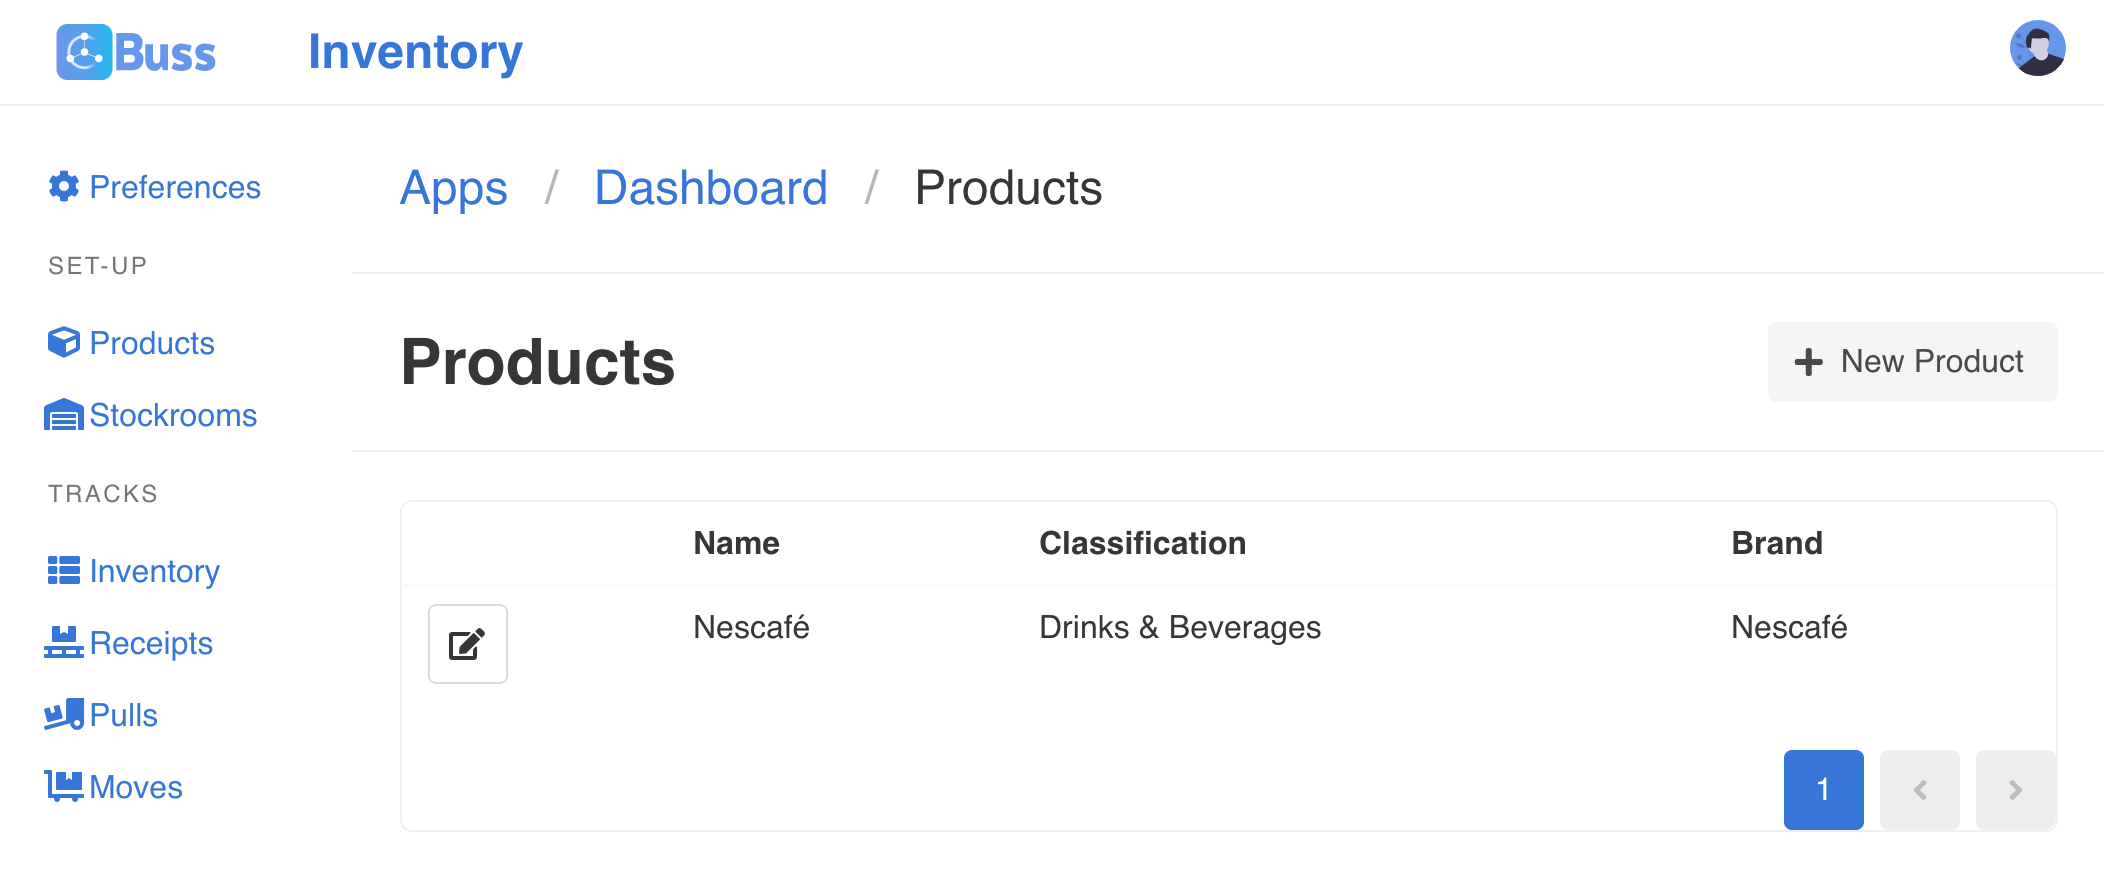 Buss Inventory
Preferences
SET-UP
Products
Stockrooms
TRACKS
Inventory
Receipts
Pulls
Moves
Apps / Dashboard / Products
Products
New Product
Name Classification Brand
Nescafé Drinks & Beverages Nescafé
1